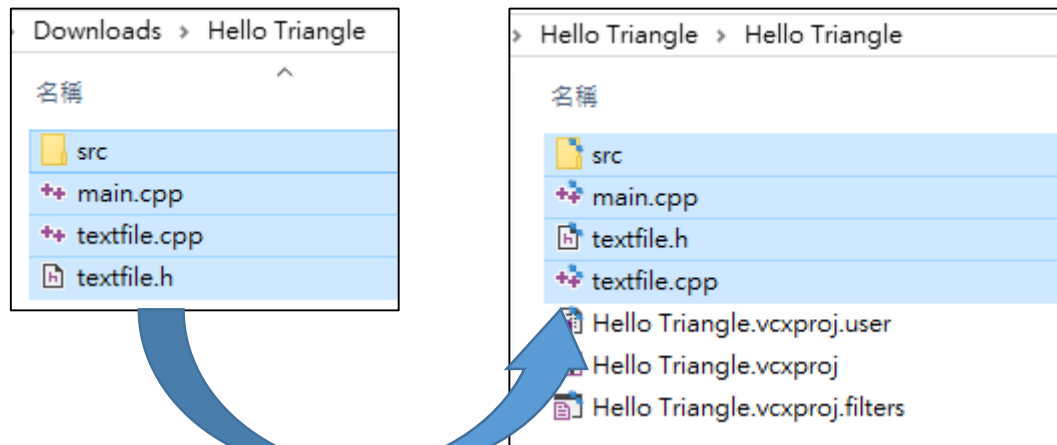 Downloads > Hello Triangle
名稱
src
main.cpp
textfile.cpp
textfile.h
> Hello Triangle > Hello Triangle
名稱
src
main.cpp
textfile.h
textfile.cpp
Hello Triangle.vcxproj.user
Hello Triangle.vcxproj
Hello Triangle.vcxproj.filters